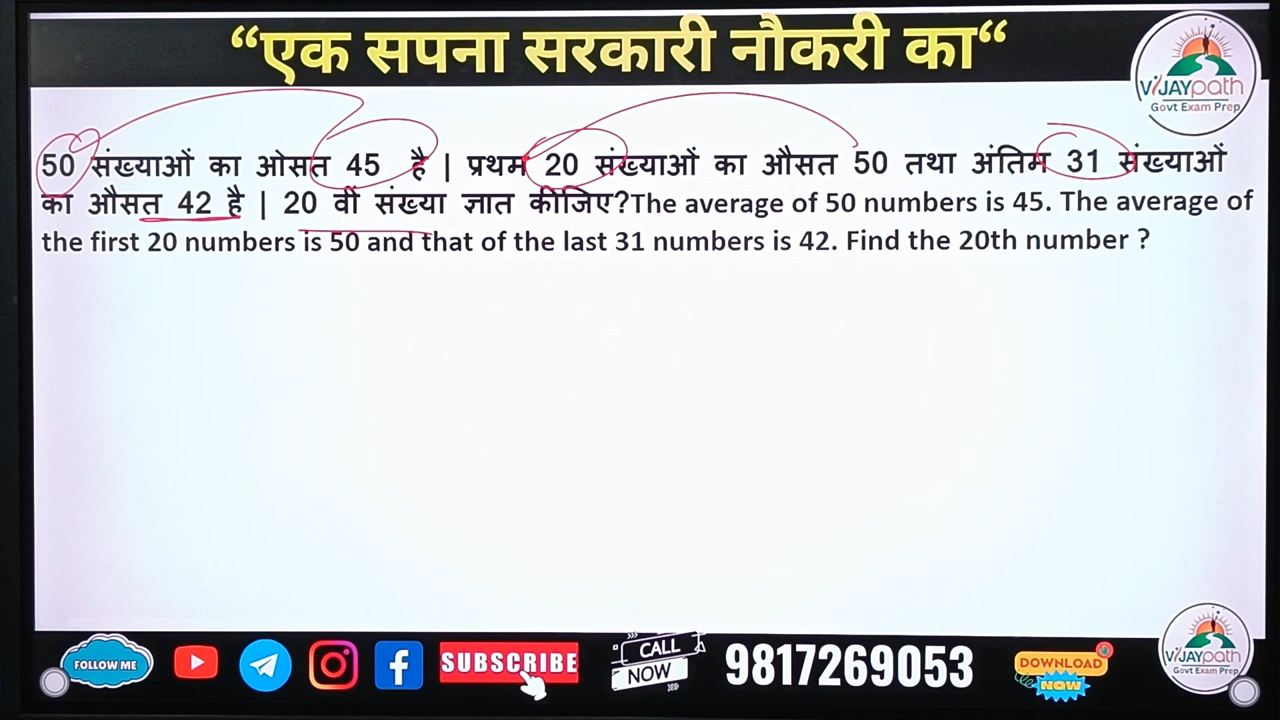 “एक सपना सरकारी नौकरी का“
ViJAYpath
Govt Exam Prep
50 संख्याओं का ओसत 45 है | प्रथम 20 संख्याओं का औसत 50 तथा अंतिम 31 संख्याओं
का औसत 42 है | 20 वीं संख्या ज्ञात कीजिए?The average of 50 numbers is 45. The average of
the first 20 numbers is 50 and that of the last 31 numbers is 42. Find the 20th number ?
FOLLOW ME
SUBSCRIBE
CALL
NOW
9817269053
DOWNLOAD
NOW
ViJAYpath
Govt Exam Prep